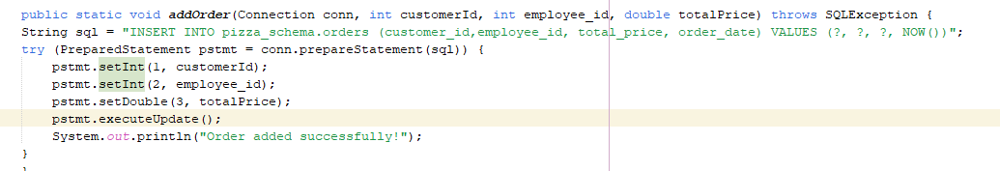 public static void addOrder(Connection conn, int customerId, int employee_id, double totalPrice) throws SQLException {
String sql = "INSERT INTO pizza_schema.orders (customer_id,employee_id, total_price, order_date) VALUES (?, ?, ?, NOW())";
try (PreparedStatement pstmt = conn.prepareStatement(sql)) {
pstmt.setInt(1, customerId);
pstmt.setInt(2, employee_id);
pstmt.setDouble(3, totalPrice);
pstmt.executeUpdate();
System.out.println("Order added successfully!");
}
}